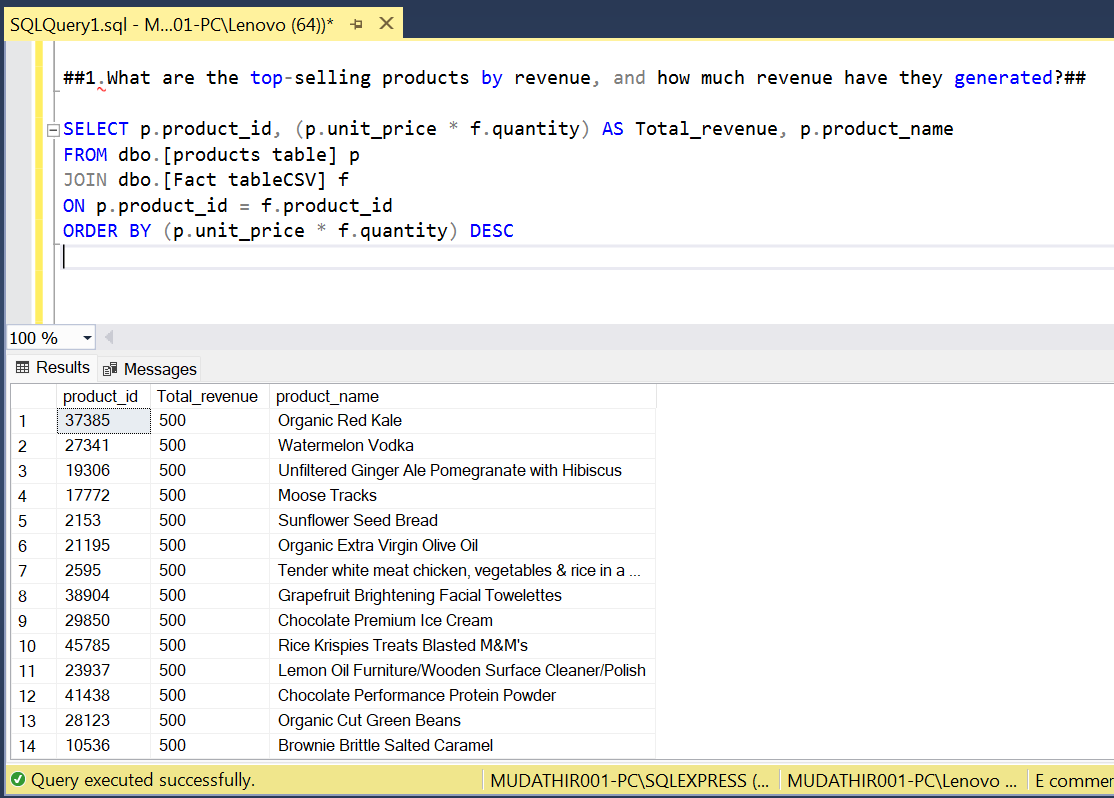 SQLQuery1.sql - M...01-PC\Lenovo (64))*
##1.What are the top-selling products by revenue, and how much revenue have they generated?##
SELECT p.product_id, (p.unit_price * f.quantity) AS Total_revenue, p.product_name
FROM dbo.[products table] p
JOIN dbo.[Fact tableCSV] f
ON p.product_id = f.product_id
ORDER BY (p.unit_price * f.quantity) DESC
100 %
Results Messages
product_id Total_revenue product_name
1 37385 500 Organic Red Kale
2 27341 500 Watermelon Vodka
3 19306 500 Unfiltered Ginger Ale Pomegranate with Hibiscus
4 17772 500 Moose Tracks
5 2153 500 Sunflower Seed Bread
6 21195 500 Organic Extra Virgin Olive Oil
7 2595 500 Tender white meat chicken, vegetables & rice in a ...
8 38904 500 Grapefruit Brightening Facial Towelettes
9 29850 500 Chocolate Premium Ice Cream
10 45785 500 Rice Krispies Treats Blasted M&M's
11 23937 500 Lemon Oil Furniture/Wooden Surface Cleaner/Polish
12 41438 500 Chocolate Performance Protein Powder
13 28123 500 Organic Cut Green Beans
14 10536 500 Brownie Brittle Salted Caramel
Query executed successfully. MUDATHIR001-PC\SQLEXPRESS (... MUDATHIR001-PC\Lenovo ... E commer